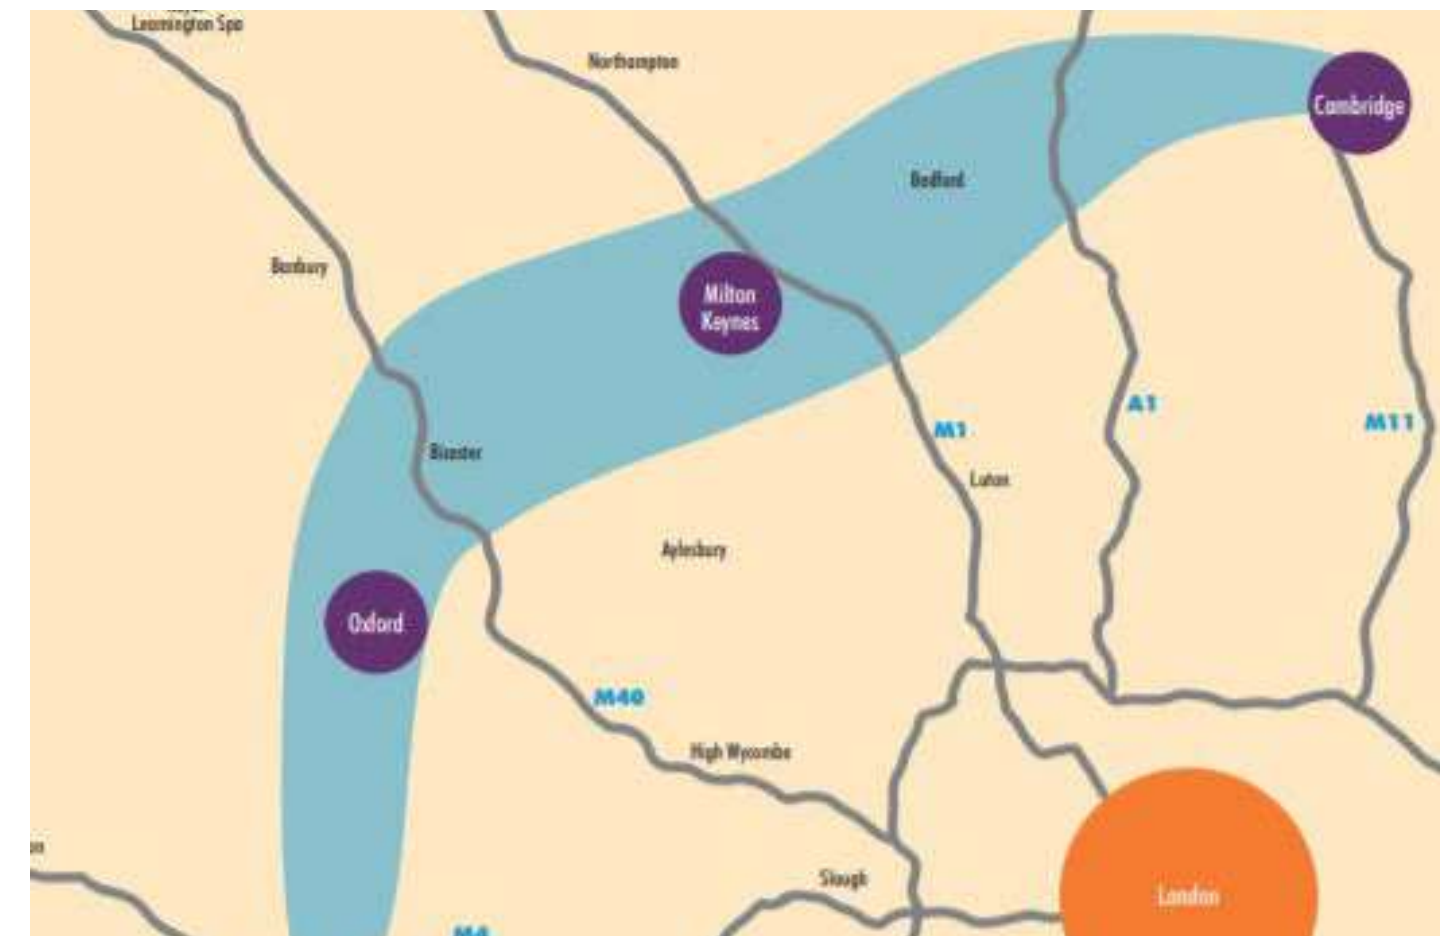 Leamington Spa
Northampton
Cambridge
Bedford
Banbury
Milton
Keynes
A1
M11
M1
Bicester
Luton
Aylesbury
Oxford
M40
High Wycombe
Slough
London
M4